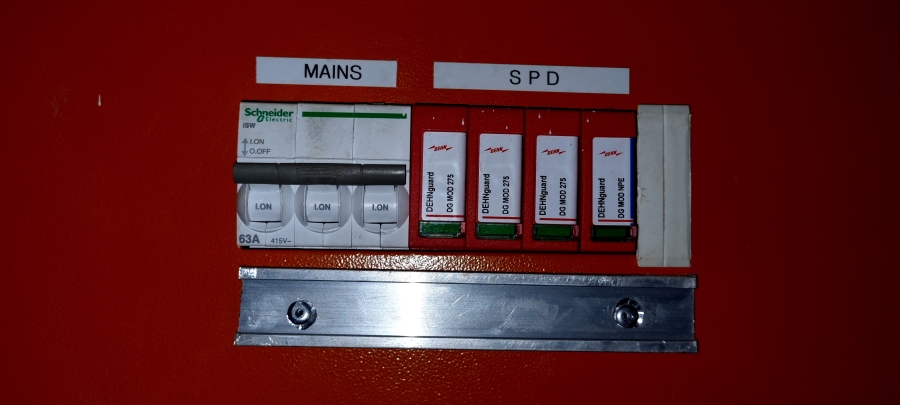 MAINS
SPD
Schneider
Electric
iSW
I.ON
O.OFF
I.ON
I.ON
I.ON
63A
415V~
DEHN
DEHNguard
DG MOD 275
DEHN
DEHNguard
DG MOD 275
DEHN
DEHNguard
DG MOD 275
DEHN
DEHNguard
DG MOD NPE